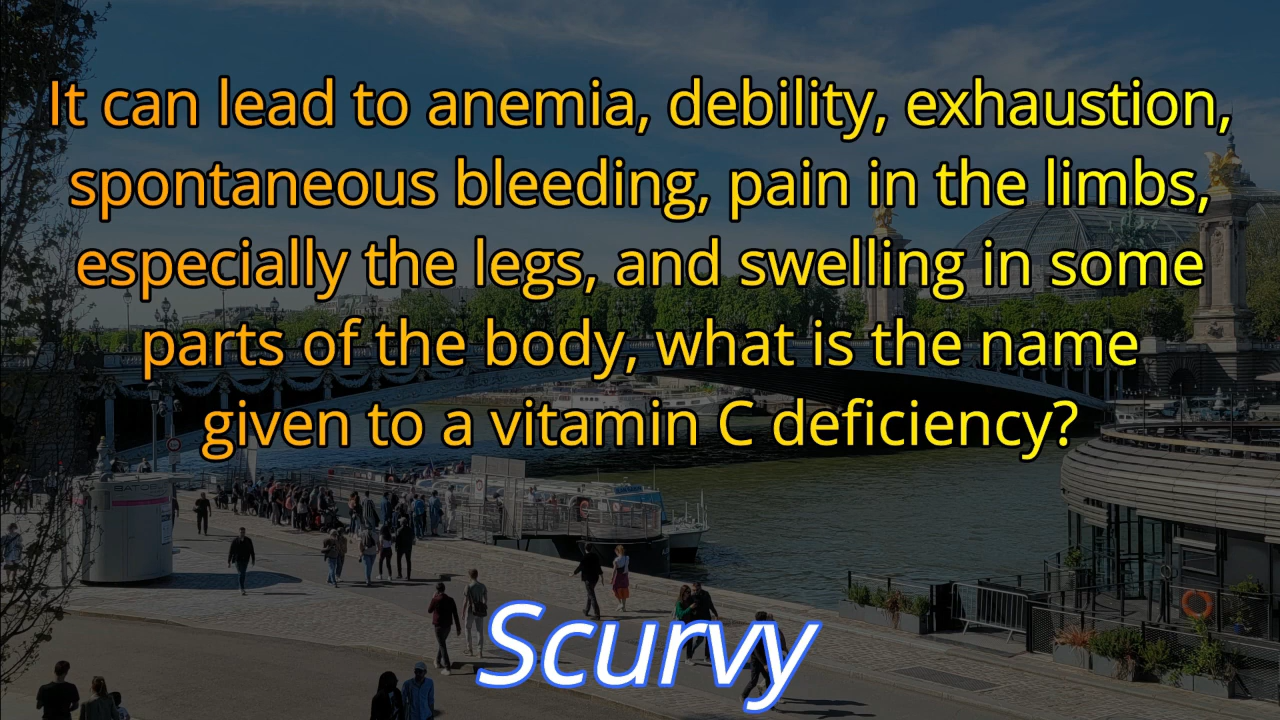 It can lead to anemia, debility, exhaustion,
spontaneous bleeding, pain in the limbs,
especially the legs, and swelling in some
parts of the body, what is the name
given to a vitamin C deficiency?
Scurvy